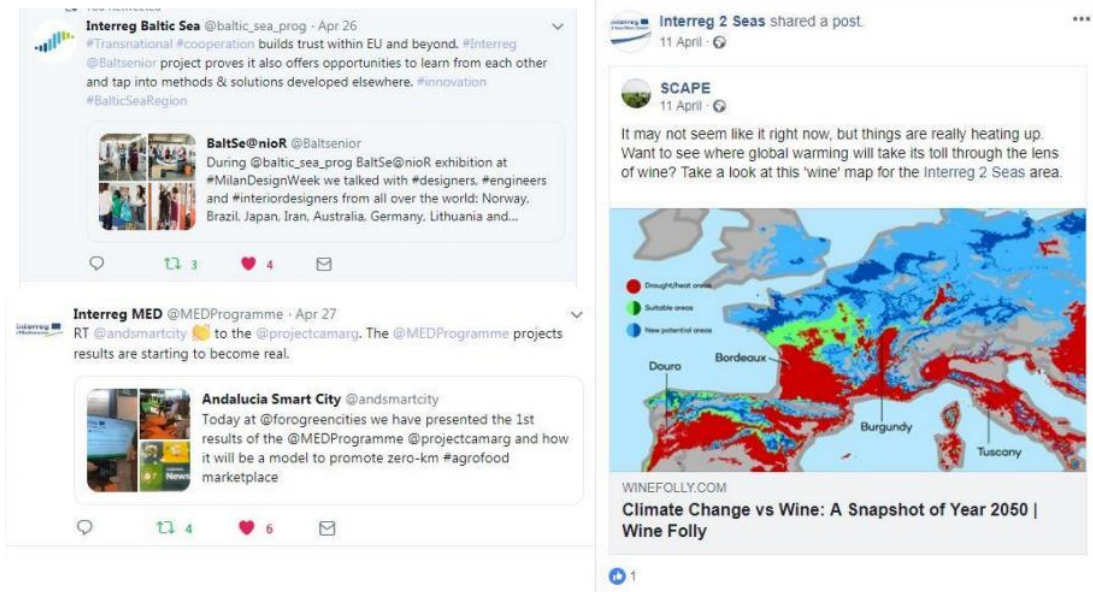 You Retweeted
Interreg Baltic Sea @baltic_sea_prog · Apr 26
#Transnational #cooperation builds trust within EU and beyond. #Interreg
@Baltsenior project proves it also offers opportunities to learn from each other
and tap into methods & solutions developed elsewhere. #innovation
#BalticSeaRegion
BaltSe@nioR @Baltsenior
During @baltic_sea_prog BaltSe@nioR exhibition at
#MilanDesignWeek we talked with #designers, #engineers
and #interiordesigners from all over the world: Norway,
Brazil, Japan, Iran, Australia, Germany, Lithuania and...
3
4
Interreg
Interreg MED @MEDProgramme · Apr 27
RT @andsmartcity 👏 to the @projectcamarg. The @MEDProgramme projects
results are starting to become real.
Andalucia Smart City @andsmartcity
Today at @forogreencities we have presented the 1st
results of the @MEDProgramme @projectcamarg and how
it will be a model to promote zero-km #agrofood
marketplace
News
4
6
Interreg
Interreg 2 Seas shared a post.
11 April ·
SCAPE
11 April ·
It may not seem like it right now, but things are really heating up.
Want to see where global warming will take its toll through the lens
of wine? Take a look at this 'wine' map for the Interreg 2 Seas area.
Drought/heat areas
Suitable areas
New potential areas
Douro
Bordeaux
Burgundy
Tuscany
WINEFOLLY.COM
Climate Change vs Wine: A Snapshot of Year 2050 |
Wine Folly
1